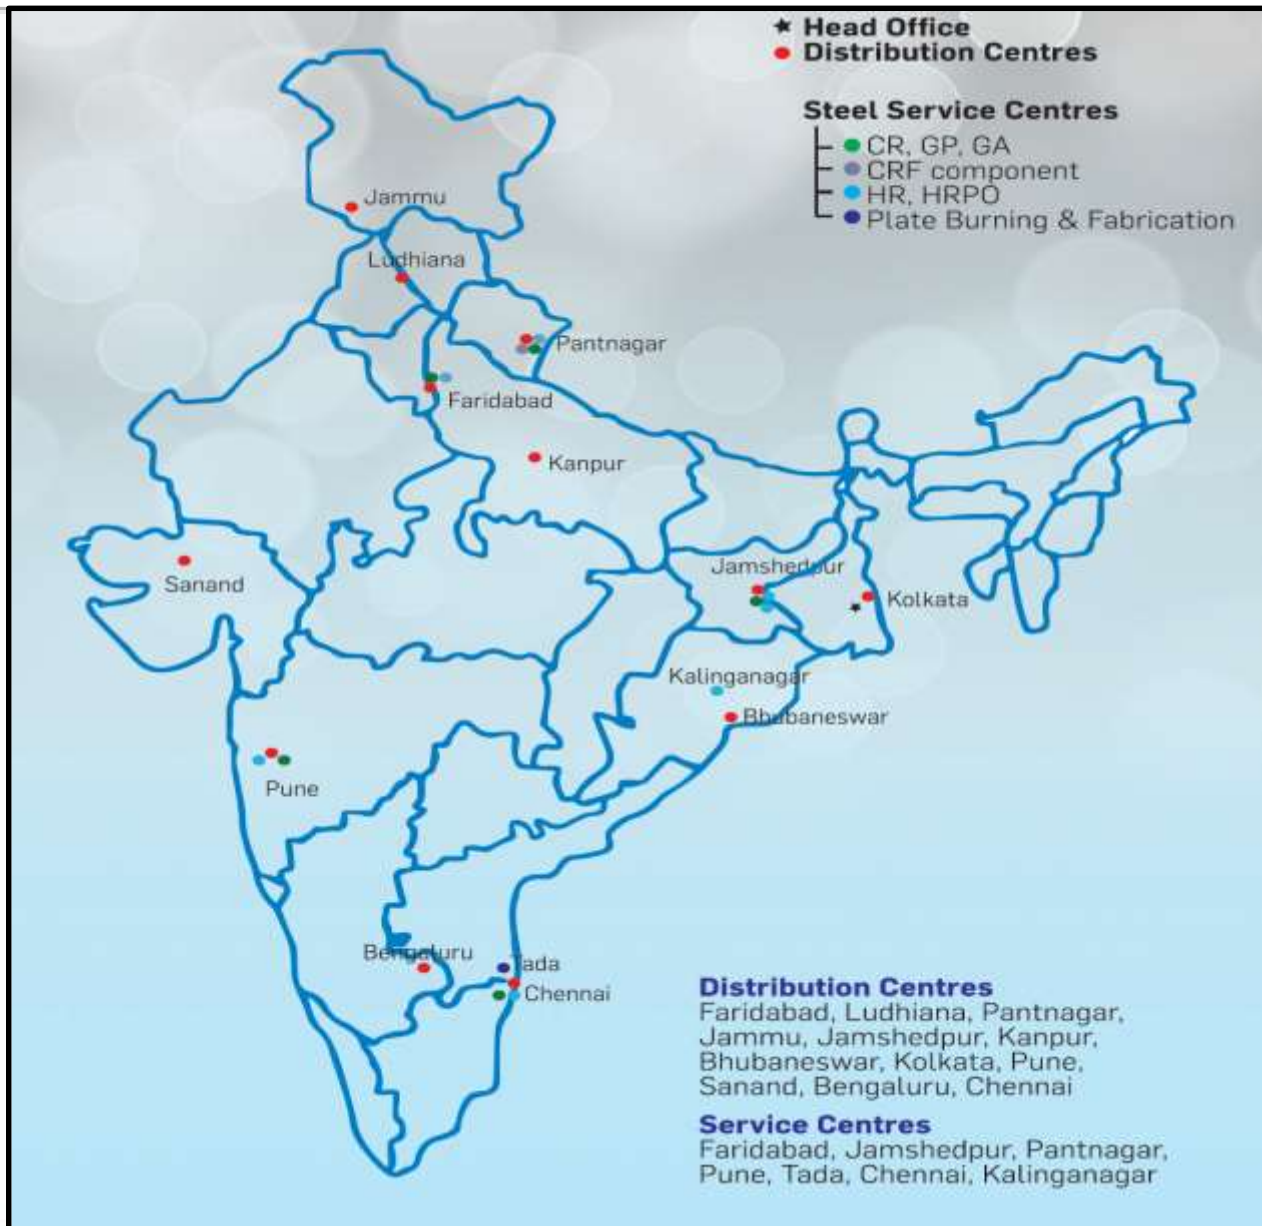 Head Office
Distribution Centres
Steel Service Centres
CR, GP, GA
CRF component
HR, HRPO
Plate Burning & Fabrication
Jammu
Ludhiana
Pantnagar
Faridabad
Kanpur
Sanand
Jamshedpur
Kolkata
Kalinganagar
Bhubaneswar
Pune
Bengaluru
Tada
Chennai
Distribution Centres
Faridabad, Ludhiana, Pantnagar,
Jammu, Jamshedpur, Kanpur,
Bhubaneswar, Kolkata, Pune,
Sanand, Bengaluru, Chennai
Service Centres
Faridabad, Jamshedpur, Pantnagar,
Pune, Tada, Chennai, Kalinganagar